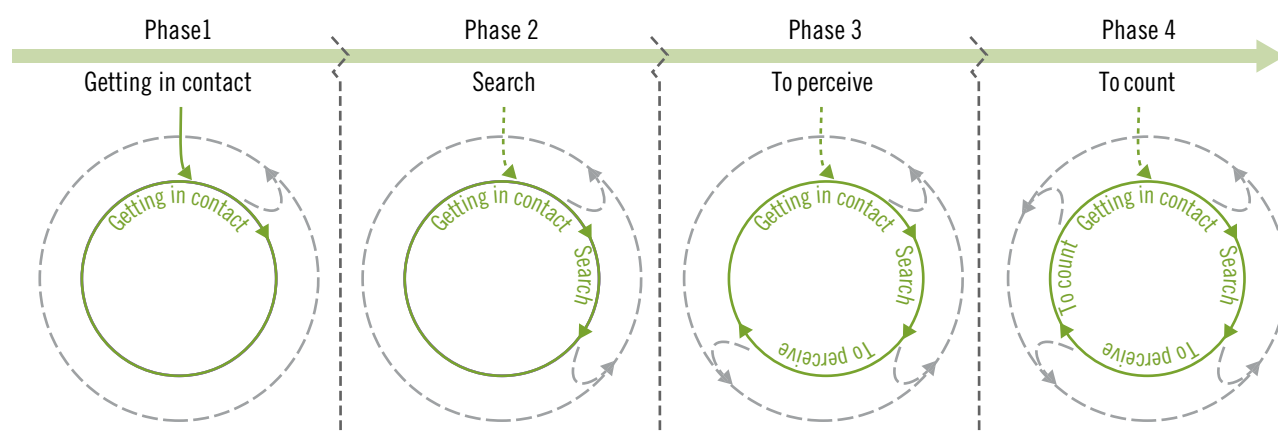 Phase1
Phase 2
Phase 3
Phase 4
Getting in contact
Search
To perceive
To count
Getting in contact
Getting in contact
Search
Getting in contact
Search
To perceive
Getting in contact
Search
To perceive
To count